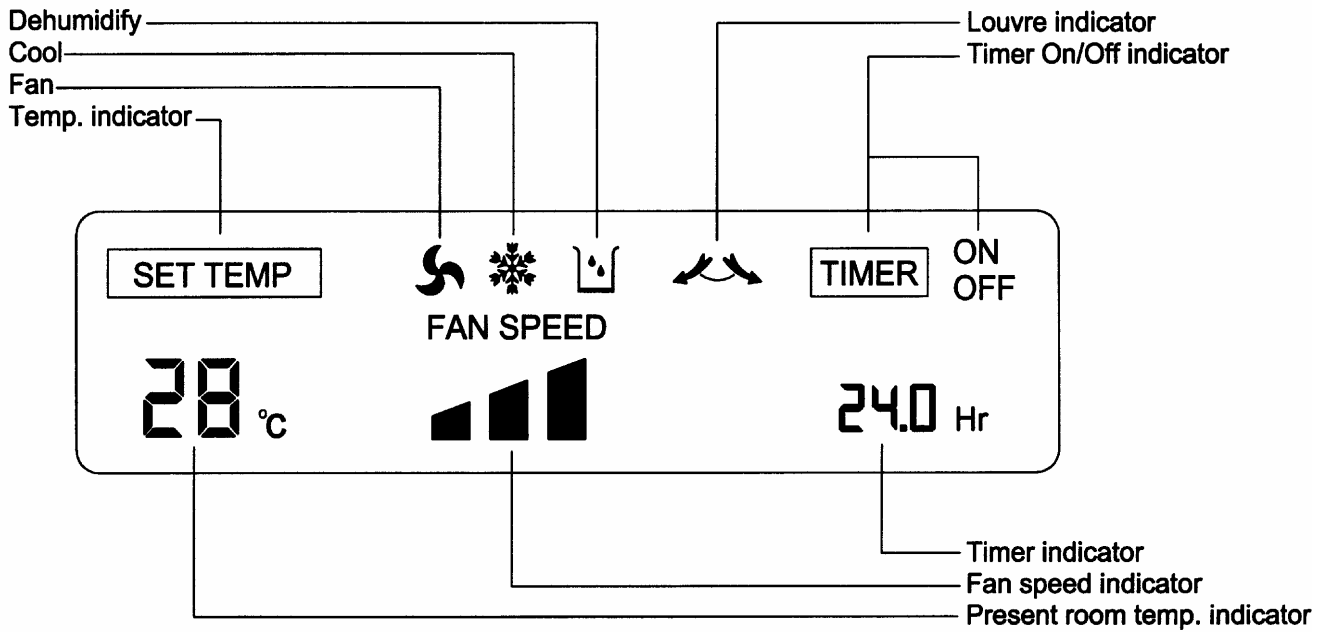 Dehumidify
Cool
Fan
Temp. indicator
Louvre indicator
Timer On/Off indicator
SET TEMP
TIMER
ON
OFF
FAN SPEED
28 °C
24.0 Hr
Timer indicator
Fan speed indicator
Present room temp. indicator